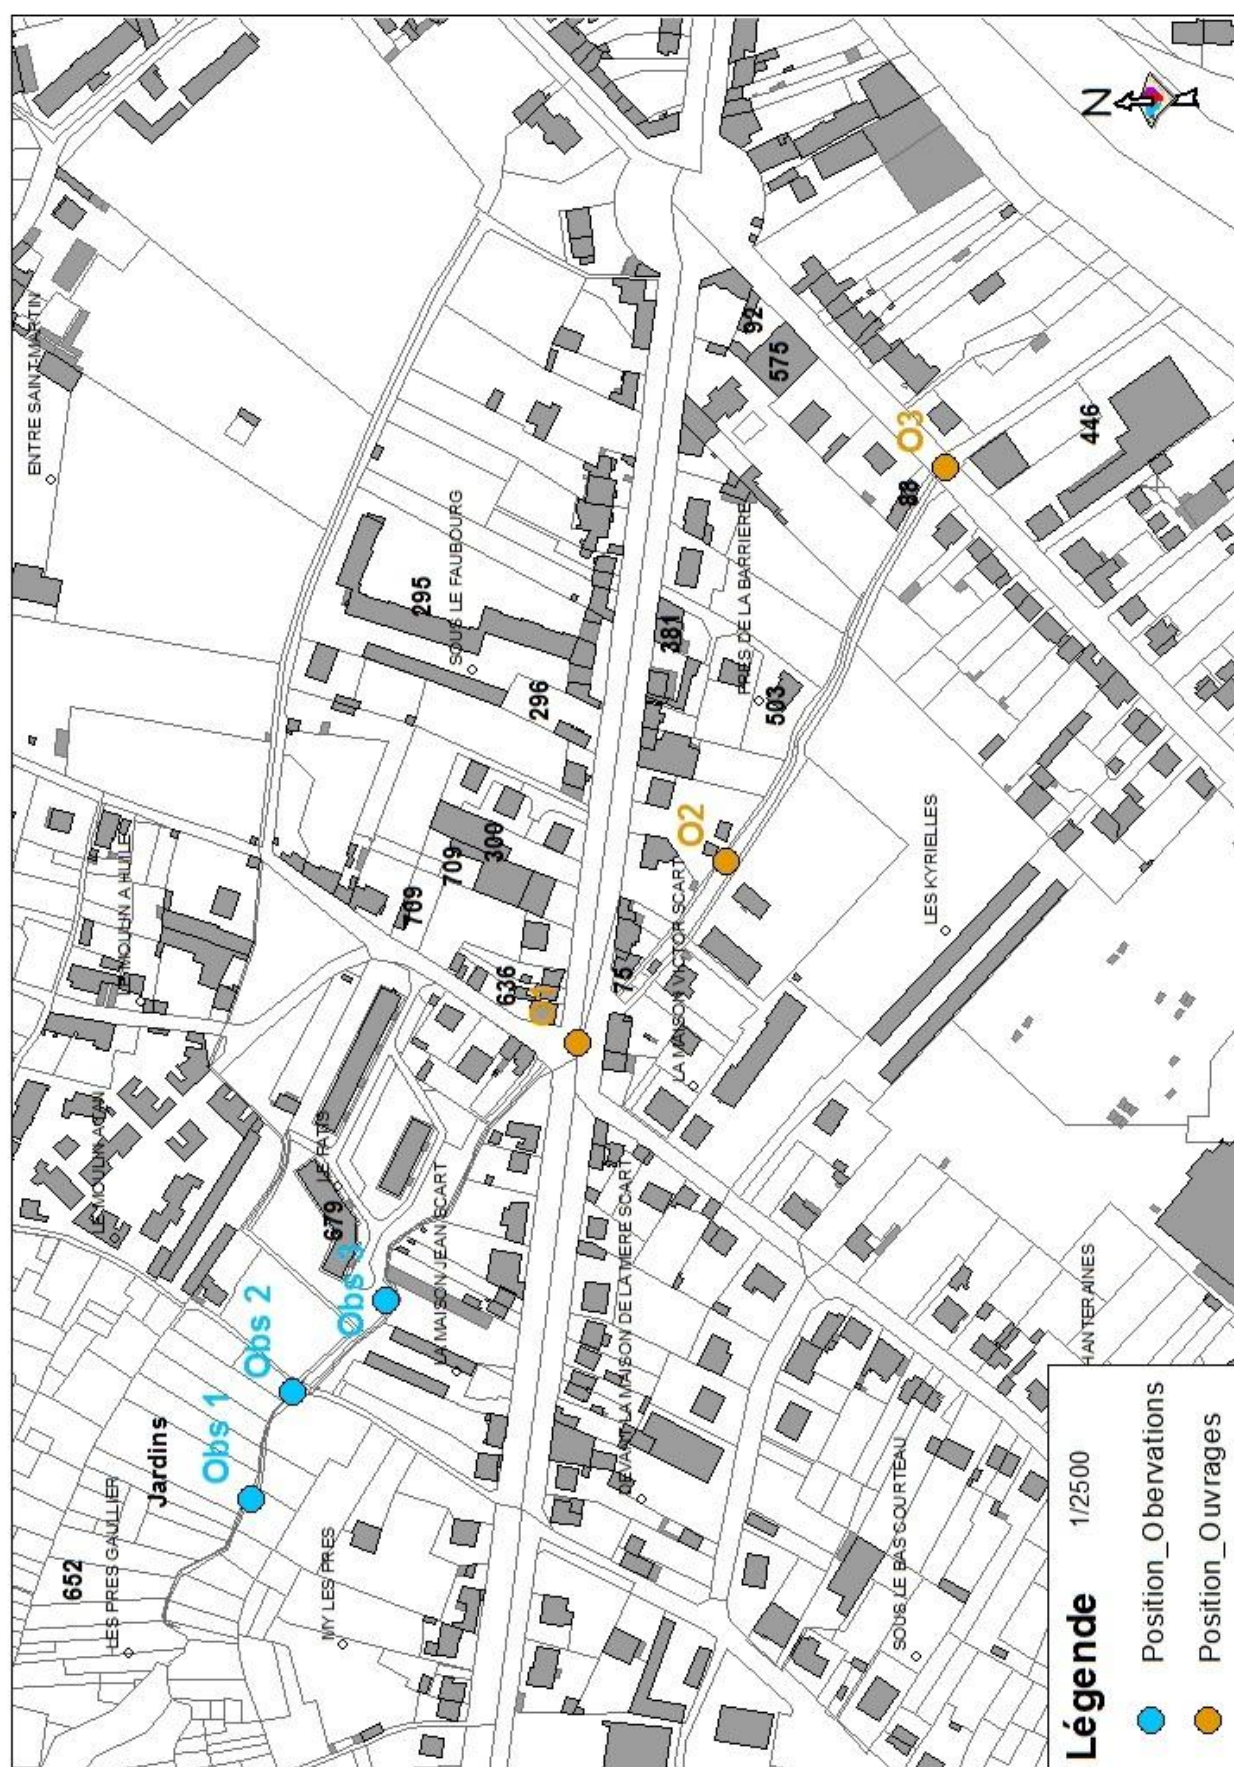 ENTRE SAINT-MARTIN
LE MOULIN A HUILE
LE MOULIN A TAN
LES PRES GAULLIER
652
Jardins
Obs 1
Obs 2
Obs 3
679
LE PATIS
MY LES PRES
LA MAISON JEAN SCART
709
709
300
636
O1
295
SOUS LE FAUBOURG
296
381
PRES DE LA BARRIERE
503
O2
75
LA MAISON VICTOR SCART
DEVANT LA MAISON DE LA MERE SCART
92
575
O3
88
446
LES KYRIELLES
SOUS LE BAS COURTEAU
HANTERAINES
N
Légende
1/2500
Position_Obervations
Position_Ouvrages